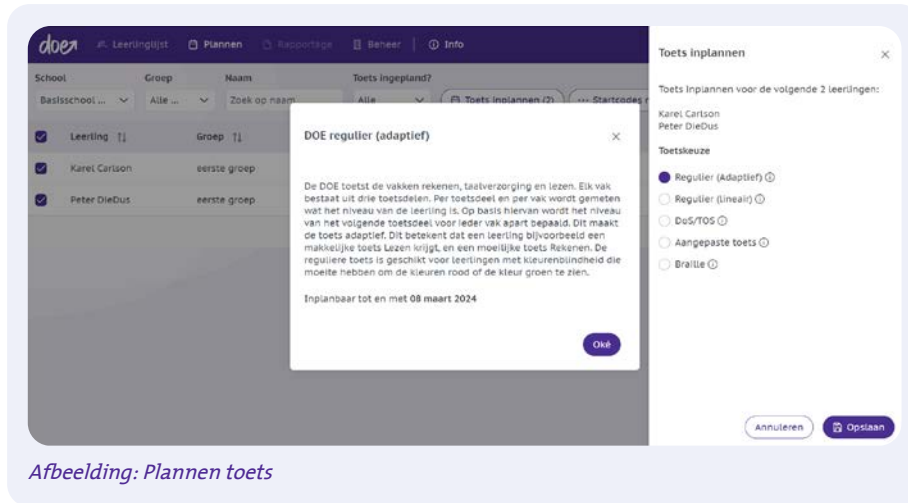 doe
Leerlinglijst Plannen Rapportage Beheer Info
School Groep Naam Toets ingepland?
Basisschool ... Alle ... Zoek op naam Alle Toets inplannen (2) ... Startcodes
Leerling Groep
Karel Carlson eerste groep
Peter DieDus eerste groep
DOE regulier (adaptief)
De DOE toetst de vakken rekenen, taalverzorging en lezen. Elk vak
bestaat uit drie toetsdelen. Per toetsdeel en per vak wordt gemeten
wat het niveau van de leerling is. Op basis hiervan wordt het niveau
van het volgende toetsdeel voor ieder vak apart bepaald. Dit maakt
de toets adaptief. Dit betekent dat een leerling bijvoorbeeld een
makkelijke toets Lezen krijgt, en een moeilijke toets Rekenen. De
reguliere toets is geschikt voor leerlingen met kleurenblindheid die
moeite hebben om de kleuren rood of de kleur groen te zien.
Inplanbaar tot en met 08 maart 2024
Oké
Toets inplannen
Toets Inplannen voor de volgende 2 leerlingen:
Karel Carlson
Peter DieDus
Toetskeuze
Regulier (Adaptief)
Regulier (lineair)
DoS/TOS
Aangepaste toets
Braille
Annuleren Opslaan
Afbeelding: Plannen toets